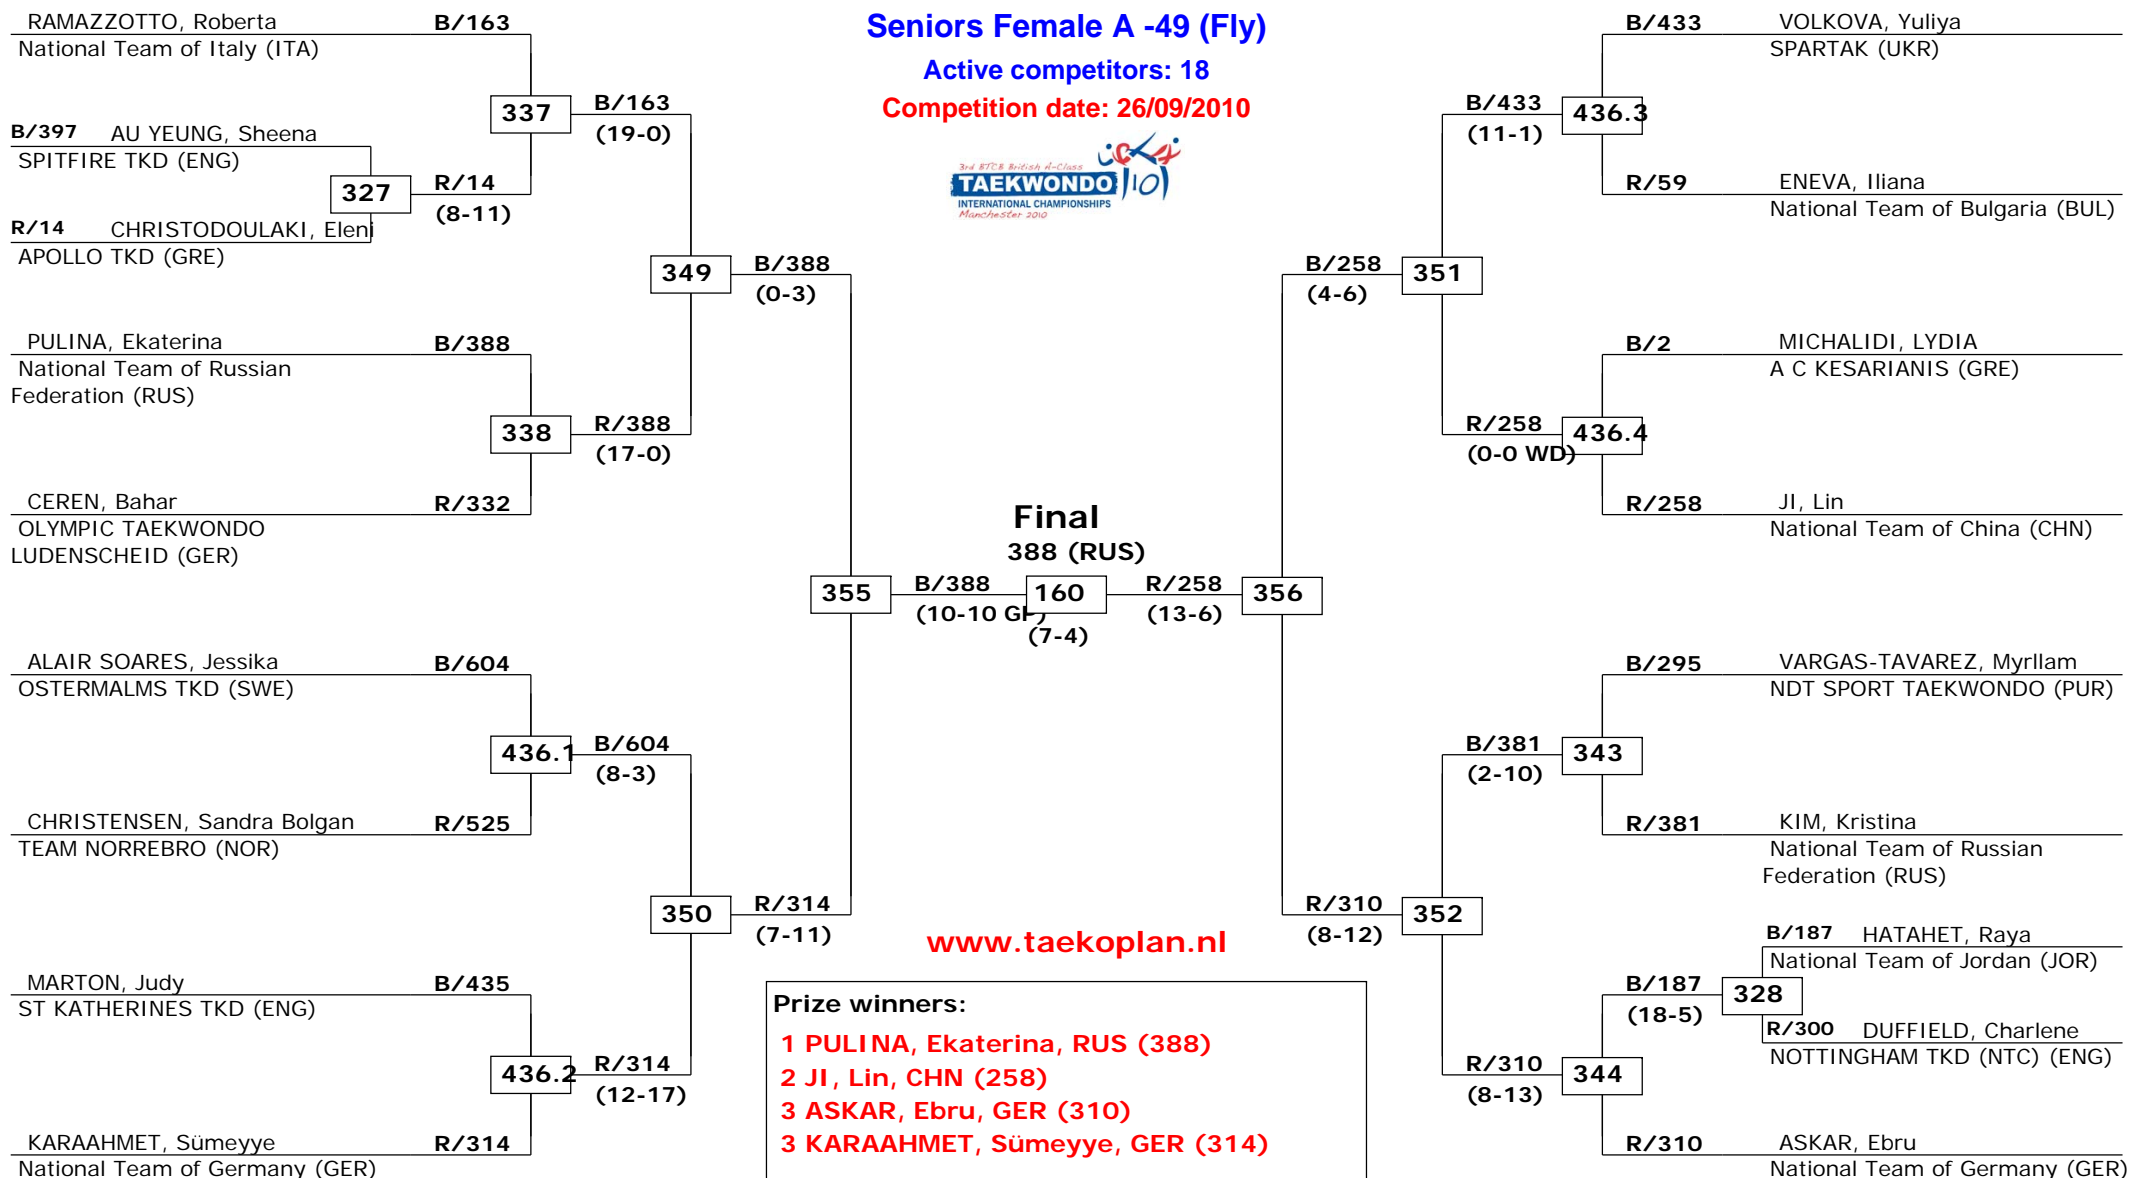 Seniors Female A -49 (Fly)
Active competitors: 18
Competition date: 26/09/2010
3rd BTCB British A-Class
TAEKWONDO 10
INTERNATIONAL CHAMPIONSHIPS
Manchester 2010
RAMAZZOTTO, Roberta B/163
National Team of Italy (ITA)
337 B/163
(19-0)
B/397 AU YEUNG, Sheena
SPITFIRE TKD (ENG)
327 R/14
(8-11)
R/14 CHRISTODOULAKI, Eleni
APOLLO TKD (GRE)
349 B/388
(0-3)
PULINA, Ekaterina B/388
National Team of Russian
Federation (RUS)
338 R/388
(17-0)
CEREN, Bahar R/332
OLYMPIC TAEKWONDO
LUDENSCHEID (GER)
355 B/388
(10-10 GP)
ALAIR SOARES, Jessika B/604
OSTERMALMS TKD (SWE)
436.1 B/604
(8-3)
CHRISTENSEN, Sandra Bolgan R/525
TEAM NORREBRO (NOR)
350 R/314
(7-11)
MARTON, Judy B/435
ST KATHERINES TKD (ENG)
436.2 R/314
(12-17)
KARAAHMET, Sümeyye R/314
National Team of Germany (GER)
Final
388 (RUS)
160
(7-4)
B/433 VOLKOVA, Yuliya
SPARTAK (UKR)
B/433 436.3
(11-1)
R/59 ENEVA, Iliana
National Team of Bulgaria (BUL)
B/258 351
(4-6)
B/2 MICHALIDI, LYDIA
A C KESARIANIS (GRE)
R/258 436.4
(0-0 WD)
R/258 JI, Lin
National Team of China (CHN)
R/258 356
(13-6)
B/295 VARGAS-TAVAREZ, Myrllam
NDT SPORT TAEKWONDO (PUR)
B/381 343
(2-10)
R/381 KIM, Kristina
National Team of Russian
Federation (RUS)
R/310 352
(8-12)
B/187 HATAHET, Raya
National Team of Jordan (JOR)
B/187 328
(18-5)
R/300 DUFFIELD, Charlene
NOTTINGHAM TKD (NTC) (ENG)
R/310 344
(8-13)
R/310 ASKAR, Ebru
National Team of Germany (GER)
www.taekoplan.nl
Prize winners:
1 PULINA, Ekaterina, RUS (388)
2 JI, Lin, CHN (258)
3 ASKAR, Ebru, GER (310)
3 KARAAHMET, Sümeyye, GER (314)